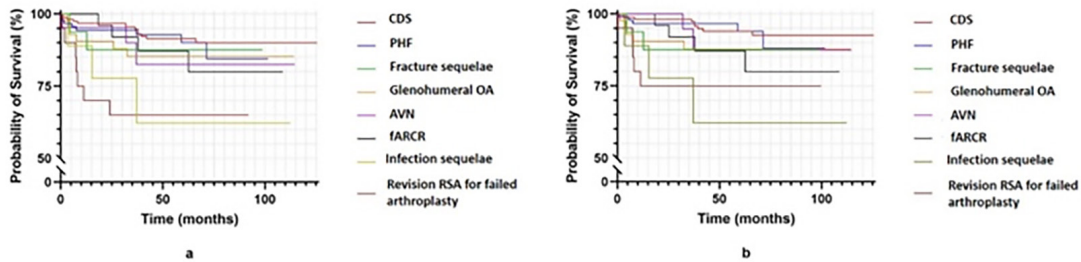 Probability of Survival (%)
100
75
50
0
0 50 100
Time (months)
CDS
PHF
Fracture sequelae
Glenohumeral OA
AVN
fARCR
Infection sequelae
Revision RSA for failed
arthroplasty
a
Probability of Survival (%)
100
75
50
0
0 50 100
Time (months)
CDS
PHF
Fracture sequelae
Glenohumeral OA
AVN
fARCR
Infection sequelae
Revision RSA for failed
arthroplasty
b